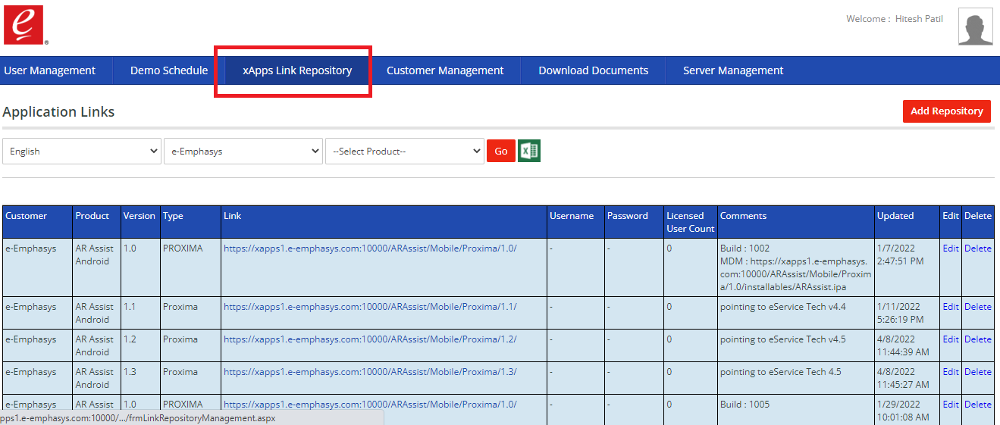 e
®
Welcome : Hitesh Patil
User Management Demo Schedule xApps Link Repository Customer Management Download Documents Server Management
Application Links
Add Repository
English e-Emphasys --Select Product-- Go X
Customer Product Version Type Link Username Password Licensed User Count Comments Updated Edit Delete
e-Emphasys AR Assist Android 1.0 PROXIMA https://xapps1.e-emphasys.com:10000/ARAssist/Mobile/Proxima/1.0/ - - 0 Build : 1002
MDM : https://xapps1.e-emphasys.
com:10000/ARAssist/Mobile/Proxim
a/1.0/installables/ARAssist.ipa
1/7/2022 2:47:51 PM Edit Delete
e-Emphasys AR Assist Android 1.1 Proxima https://xapps1.e-emphasys.com:10000/ARAssist/Mobile/Proxima/1.1/ - - 0 pointing to eService Tech v4.4 1/11/2022 5:26:19 PM Edit Delete
e-Emphasys AR Assist Android 1.2 Proxima https://xapps1.e-emphasys.com:10000/ARAssist/Mobile/Proxima/1.2/ - - 0 pointing to eService Tech v4.5 4/8/2022 11:44:39 AM Edit Delete
e-Emphasys AR Assist Android 1.3 Proxima https://xapps1.e-emphasys.com:10000/ARAssist/Mobile/Proxima/1.3/ - - 0 pointing to eService Tech 4.5 4/8/2022 11:45:27 AM Edit Delete
e-Emphasys AR Assist Android 1.0 PROXIMA https://xapps1.e-emphasys.com:10000/ARAssist/Mobile/Proxima/1.0/ - - 0 Build : 1005 1/29/2022 10:01:08 AM Edit Delete
pps1.e-emphasys.com:10000/.../frmLinkRepositoryManagement.aspx